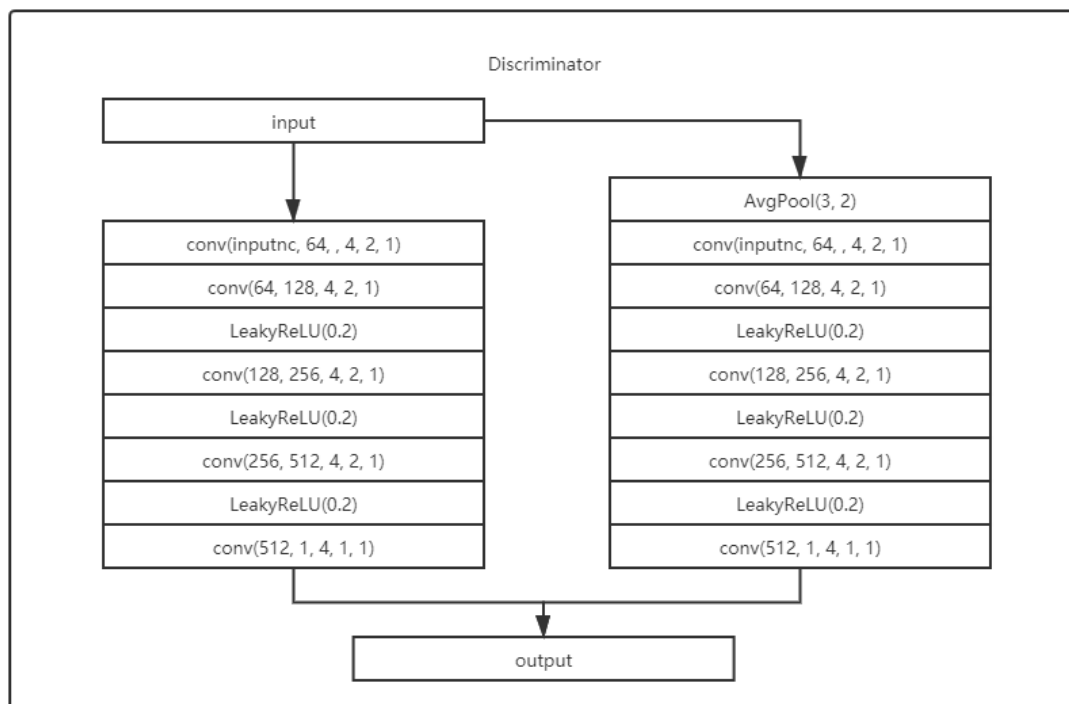 Discriminator
input
conv(inputnc, 64, , 4, 2, 1)
conv(64, 128, 4, 2, 1)
LeakyReLU(0.2)
conv(128, 256, 4, 2, 1)
LeakyReLU(0.2)
conv(256, 512, 4, 2, 1)
LeakyReLU(0.2)
conv(512, 1, 4, 1, 1)
AvgPool(3, 2)
conv(inputnc, 64, , 4, 2, 1)
conv(64, 128, 4, 2, 1)
LeakyReLU(0.2)
conv(128, 256, 4, 2, 1)
LeakyReLU(0.2)
conv(256, 512, 4, 2, 1)
LeakyReLU(0.2)
conv(512, 1, 4, 1, 1)
output